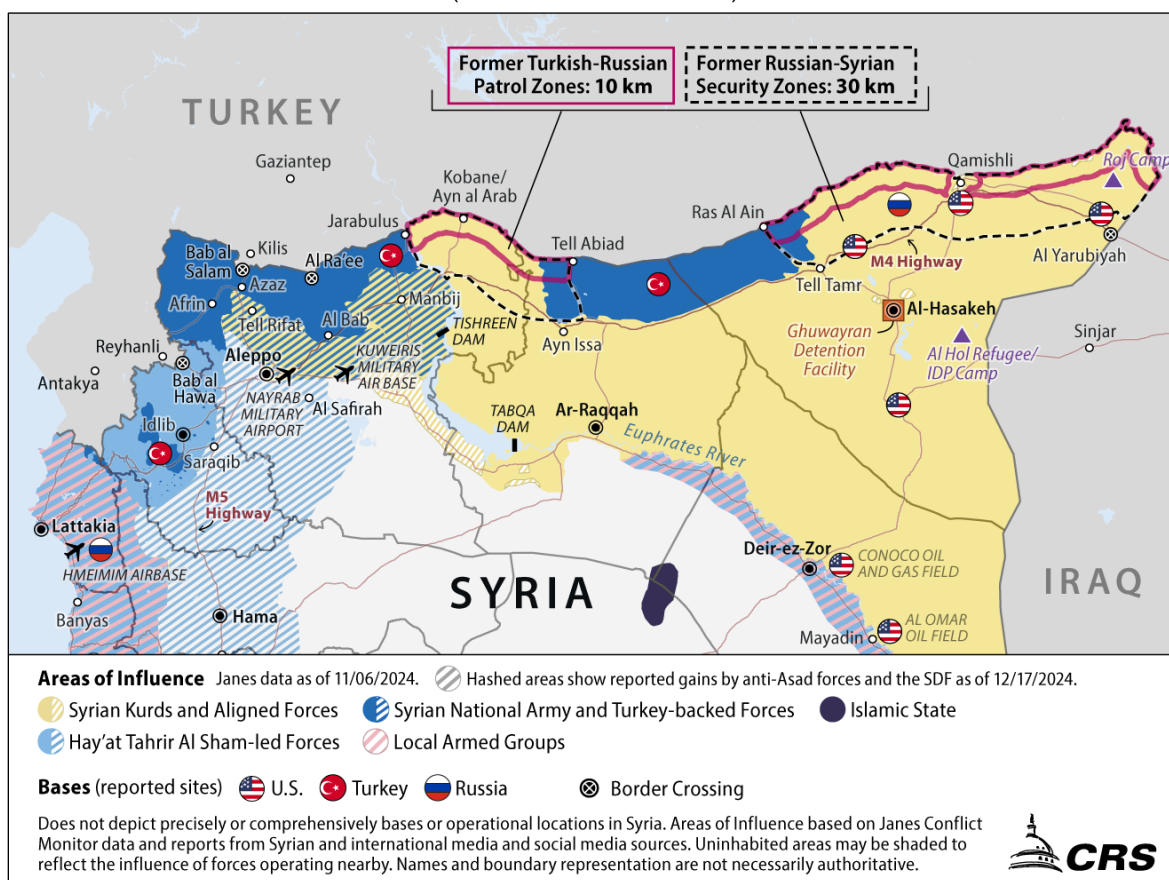 Former Turkish-Russian
Patrol Zones: 10 km
Former Russian-Syrian
Security Zones: 30 km
TURKEY
Gaziantep
Kobane/
Ayn al Arab
Jarabulus
Qamishli
Roj Camp
Ras Al Ain
Tell Abiad
Bab al
Salam
Kilis
Al Ra'ee
Azaz
Afrin
Manbij
Tell Rifat
Al Bab
TISHREEN
DAM
Ayn Issa
Tell Tamr
M4 Highway
Al Yarubiyah
Al-Hasakeh
Ghuwayran
Detention
Facility
Al Hol Refugee/
IDP Camp
Sinjar
Reyhanli
Antakya
Bab al
Hawa
Aleppo
KUWEIRIS
MILITARY
AIR BASE
NAYRAB
MILITARY
AIRPORT
Al Safirah
Idlib
Saraqib
TABQA
DAM
Ar-Raqqah
Euphrates River
M5
Highway
Lattakia
HMEIMIM AIRBASE
Banyas
Hama
SYRIA
Deir-ez-Zor
CONOCO OIL
AND GAS FIELD
IRAQ
Mayadin
AL OMAR
OIL FIELD
Areas of Influence Janes data as of 11/06/2024. Hashed areas show reported gains by anti-Asad forces and the SDF as of 12/17/2024.
Syrian Kurds and Aligned Forces Syrian National Army and Turkey-backed Forces Islamic State
Hay'at Tahrir Al Sham-led Forces Local Armed Groups
Bases (reported sites) U.S. Turkey Russia Border Crossing
Does not depict precisely or comprehensively bases or operational locations in Syria. Areas of Influence based on Janes Conflict
Monitor data and reports from Syrian and international media and social media sources. Uninhabited areas may be shaded to
reflect the influence of forces operating nearby. Names and boundary representation are not necessarily authoritative.
CRS